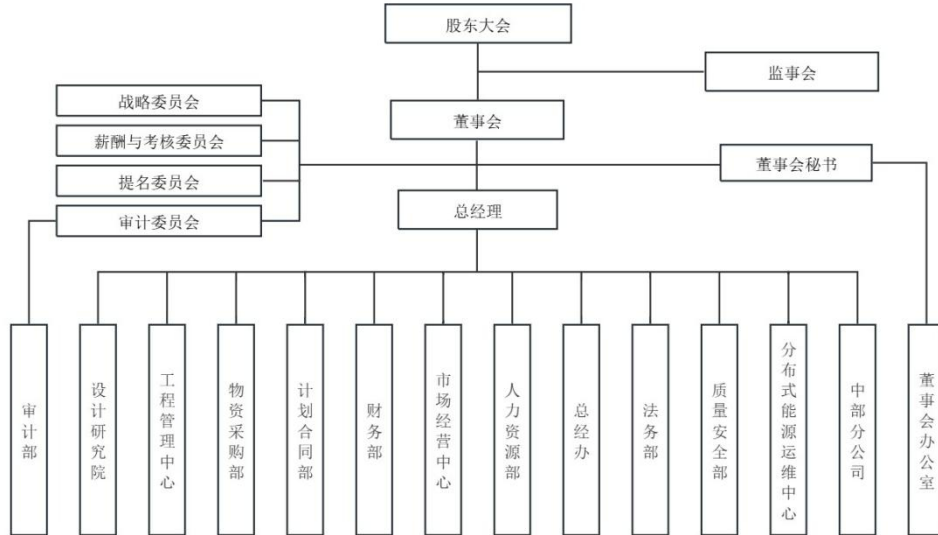 股东大会
监事会
战略委员会
董事会
薪酬与考核委员会
董事会秘书
提名委员会
总经理
审计委员会
审计部
设计研究院
工程管理中心
物资采购部
计划合同部
财务部
市场经营中心
人力资源部
总经办
法务部
质量安全部
分布式能源运维中心
中部分公司
董事会办公室